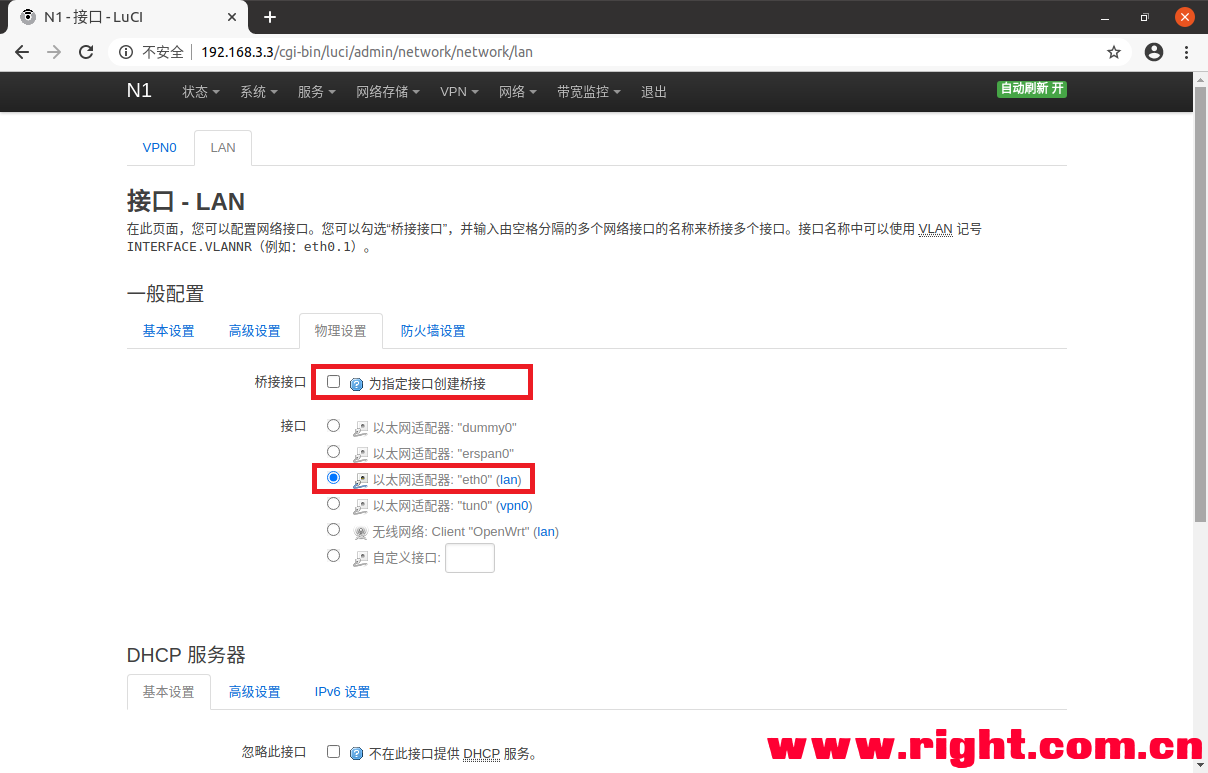 N1 - 接口 - LuCI
不安全 192.168.3.3/cgi-bin/luci/admin/network/network/lan
N1 状态 系统 服务 网络存储 VPN 网络 带宽监控 退出 自动刷新 开
VPN0 LAN
接口 - LAN
在此页面，您可以配置网络接口。您可以勾选“桥接接口”，并输入由空格分隔的多个网络接口的名称来桥接多个接口。接口名称中可以使用 VLAN 记号
INTERFACE.VLANNR（例如：eth0.1）。
一般配置
基本设置 高级设置 物理设置 防火墙设置
桥接接口 为指定接口创建桥接
接口 以太网适配器: "dummy0"
以太网适配器: "erspan0"
以太网适配器: "eth0" (lan)
以太网适配器: "tun0" (vpn0)
无线网络: Client "OpenWrt" (lan)
自定义接口:
DHCP 服务器
基本设置 高级设置 IPv6 设置
忽略此接口 不在此接口提供 DHCP 服务。
www.right.com.cn